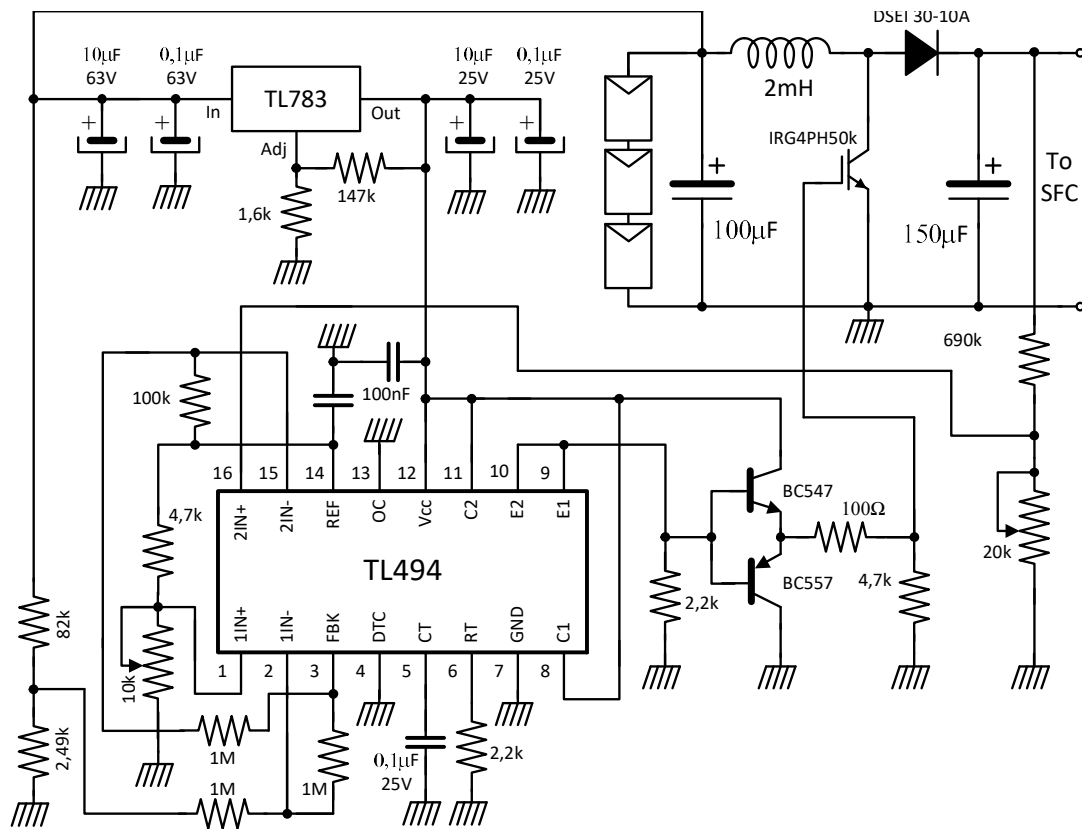 DSEI 30-10A
10µF
63V
0,1µF
63V
TL783
In
Out
Adj
10µF
25V
0,1µF
25V
147k
1,6k
2mH
IRG4PH50k
100µF
150µF
To
SFC
690k
100k
100nF
16 15 14 13 12 11 10 9
2IN+ 2IN- REF OC Vcc C2 E2 E1
4,7k
TL494
BC547
100Ω
BC557
20k
2,2k
4,7k
82k
1IN+ 1IN- FBK DTC CT RT GND C1
1 2 3 4 5 6 7 8
10k
2,49k
1M
1M
1M
0,1µF
25V
2,2k